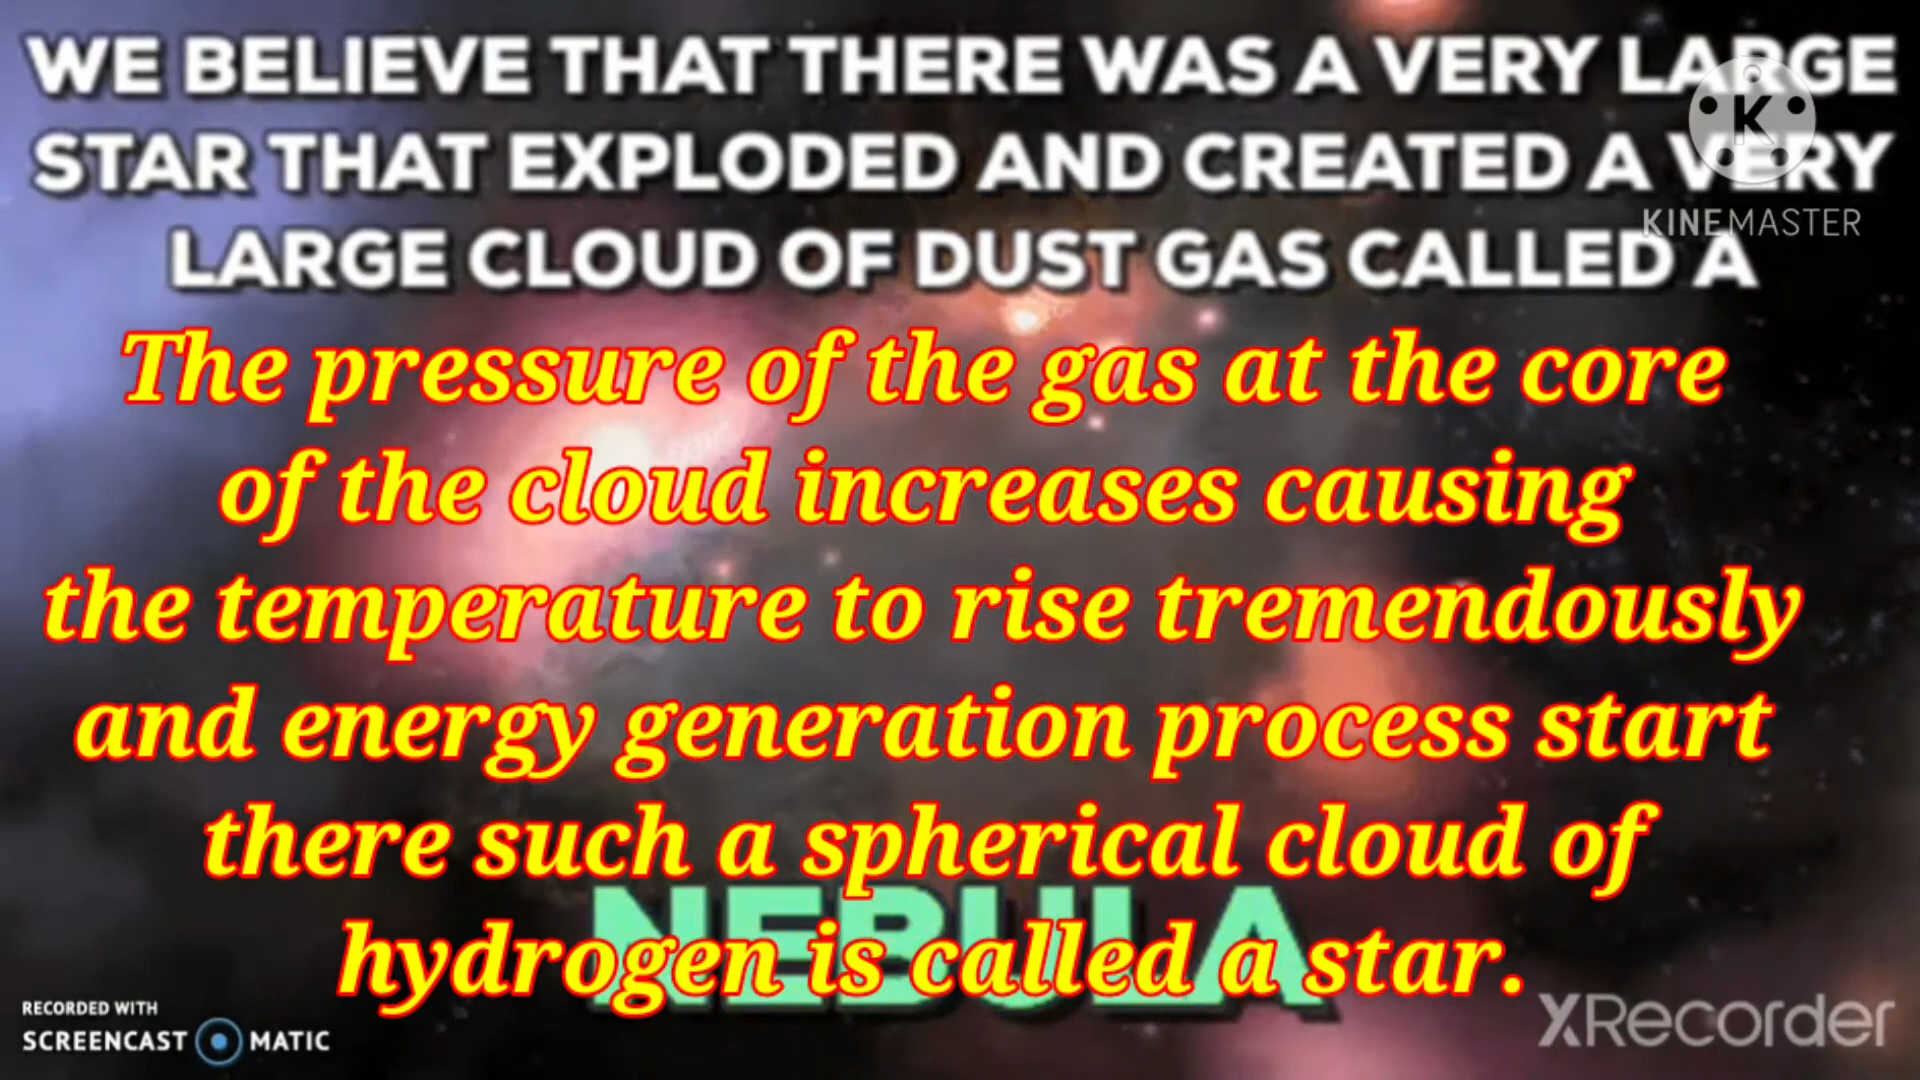 WE BELIEVE THAT THERE WAS A VERY LARGE
STAR THAT EXPLODED AND CREATED A VERY
LARGE CLOUD OF DUST GAS CALLED A
K
KINEMASTER
The pressure of the gas at the core
of the cloud increases causing
the temperature to rise tremendously
and energy generation process start
there such a spherical cloud of
hydrogen is called a star.
NEBULA
RECORDED WITH
SCREENCAST MATIC
XRecorder